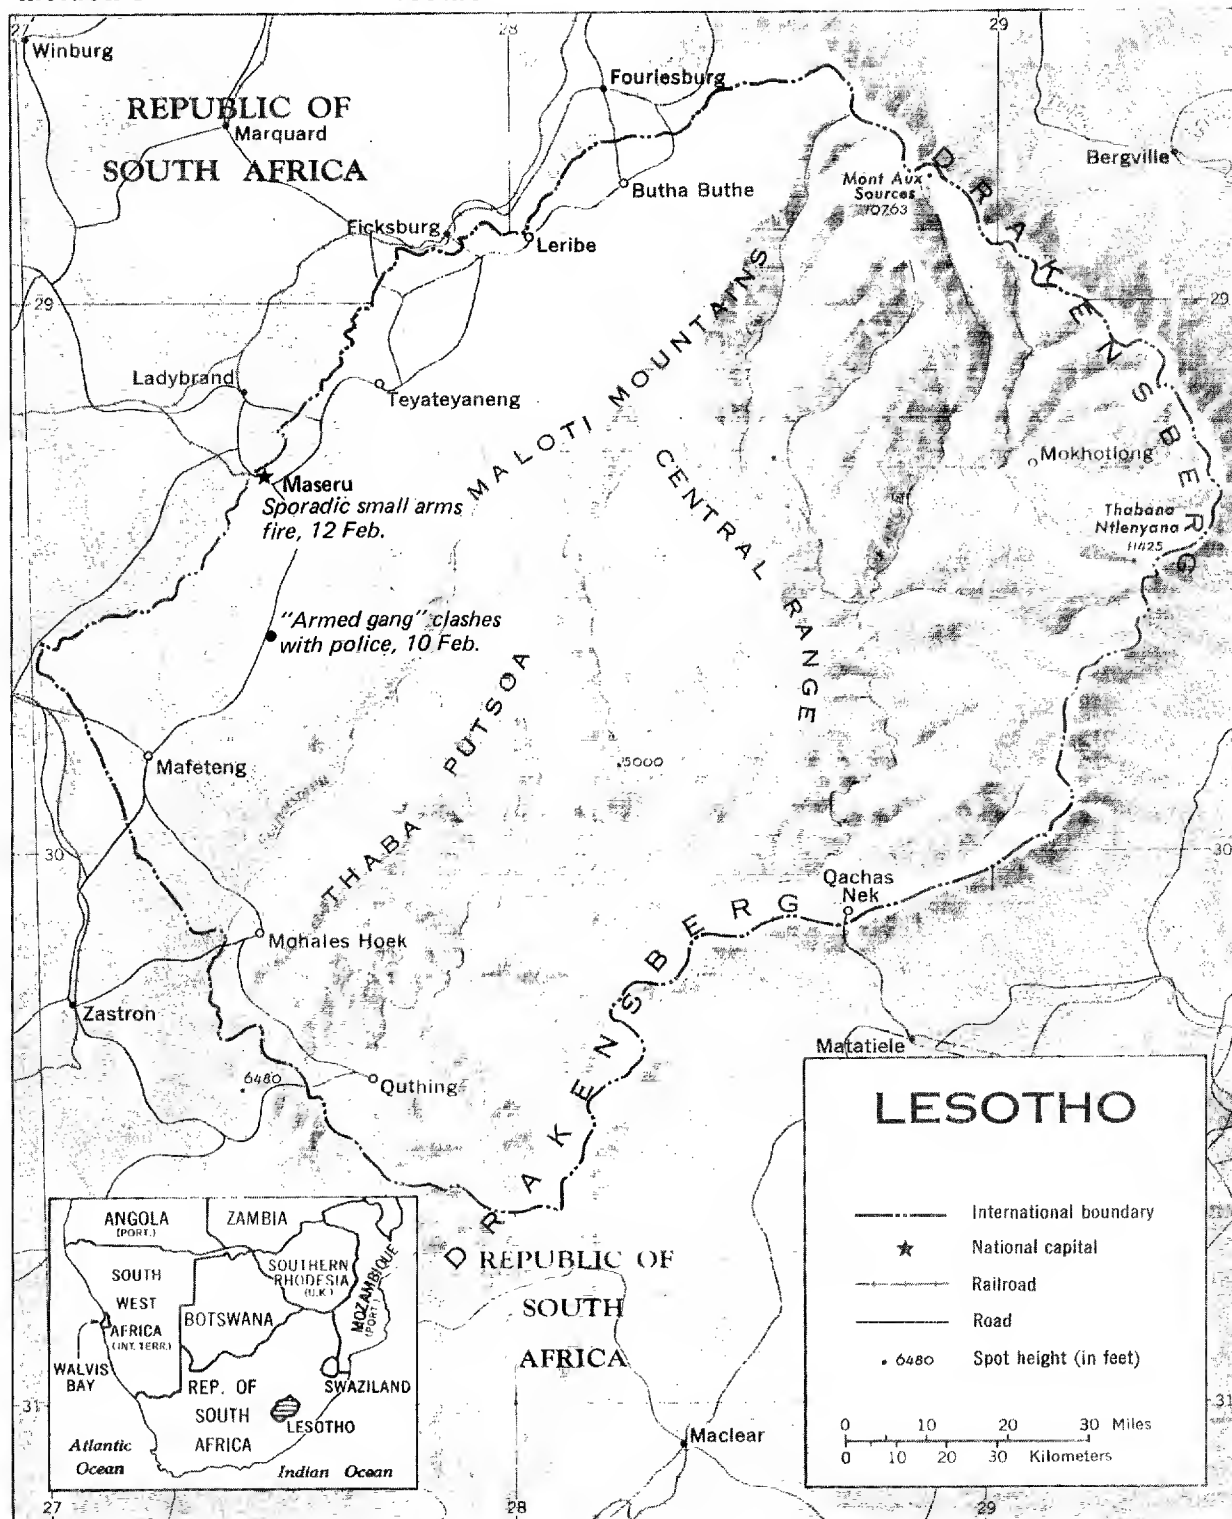 27
28
29
Winburg
Fouriesburg
REPUBLIC OF
Marquard
SOUTH AFRICA
Bergville
Mont Aux
Sources
10763
Butha Buthe
Ficksburg
Leribe
DRAKENSBERG
29
29
Ladybrand
Teyateyaneng
MALOTI MOUNTAINS
CENTRAL RANGE
Mokhotlong
Maseru
Sporadic small arms
fire, 12 Feb.
Thabana
Ntlenyana
11425
"Armed gang" clashes
with police, 10 Feb.
THABA PUTSOA
Mafeteng
5000
30
30
Qachas
Nek
Mohales Hoek
DRAKENSBERG
Zastron
Matatiele
6480
Quthing
REPUBLIC OF
SOUTH
AFRICA
Maclear
LESOTHO
International boundary
National capital
Railroad
Road
6480 Spot height (in feet)
0 10 20 30 Miles
0 10 20 30 Kilometers
ANGOLA
(PORT.)
ZAMBIA
SOUTHERN
RHODESIA
(U.K.)
MOZAMBIQUE
(PORT.)
SOUTH
WEST
AFRICA
(INT. TERR.)
BOTSWANA
WALVIS
BAY
REP. OF
SOUTH
AFRICA
SWAZILAND
LESOTHO
Atlantic
Ocean
Indian Ocean
31
31
27
28
29